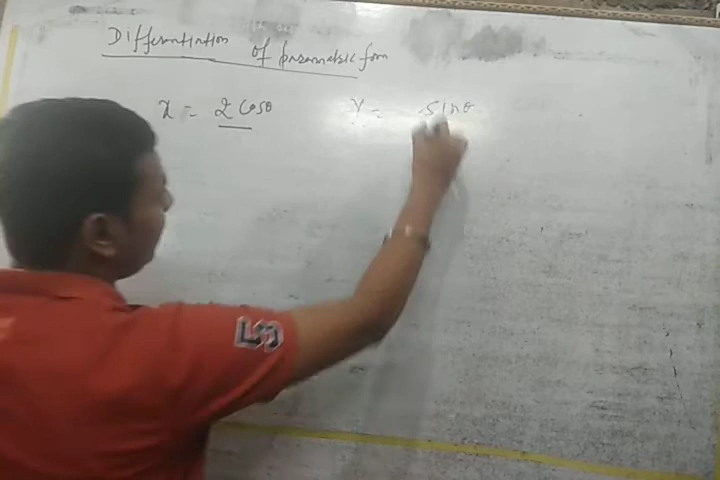 Differentiation of parametric form
x = 2 Cosθ y = sinθ